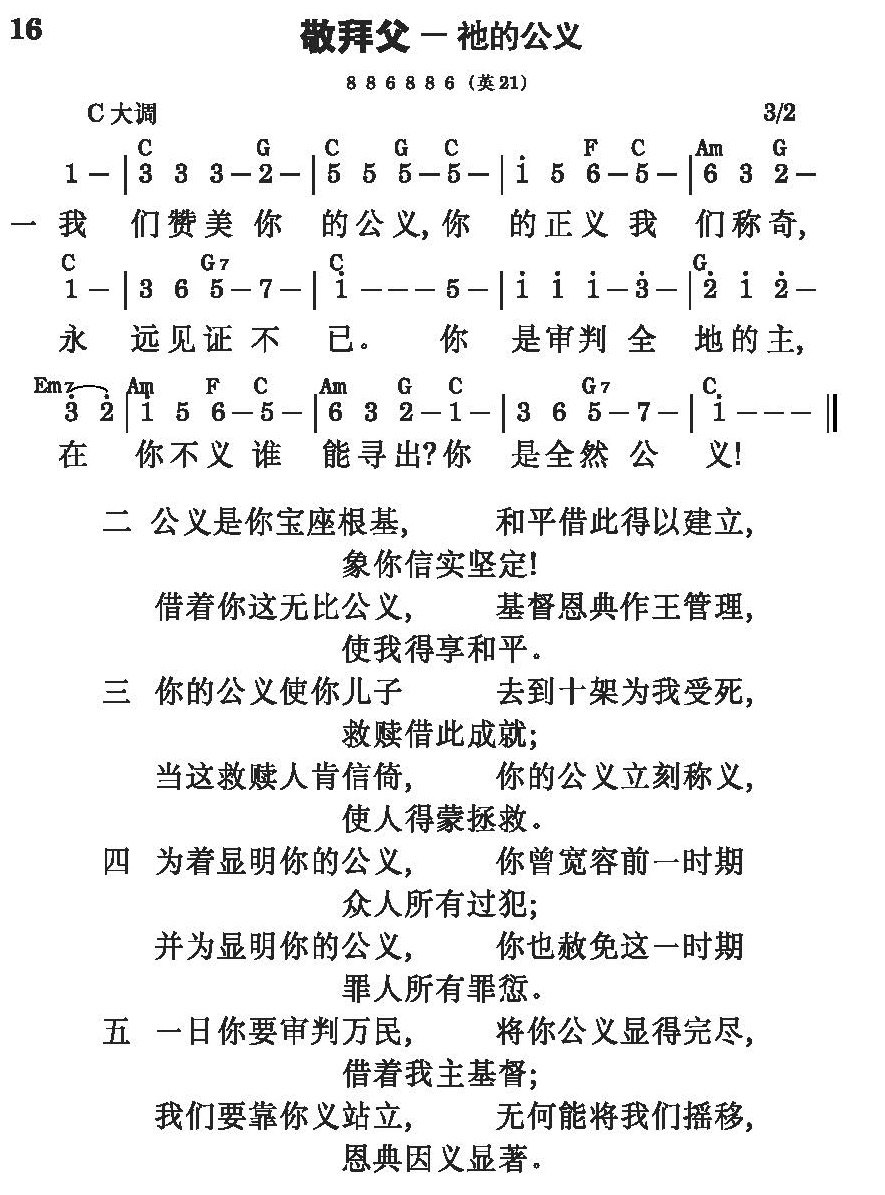 16
敬拜父－祂的公义
8 8 6 8 8 6 (英21)
C大调 3/2
C G C G C F C Am G
1 – | 3 3 3 – 2 – | 5 5 5 – 5 – | i 5 6 – 5 – | 6 3 2 –
一 我 们赞美 你 的公义, 你 的正义 我 们称奇,
C G7 C G
1 – | 3 6 5 – 7 – | i – – – 5 – | i i i – 3̇ – | 2̇ i 2̇ –
永 远见证 不 已。 你 是审判 全 地的主,
Em7 Am F C Am G C G7 C
3̇ 2̇ | i 5 6 – 5 – | 6 3 2 – 1 – | 3 6 5 – 7 – | i – – – ‖
在 你不义 谁 能寻出? 你 是全然 公 义!
二 公义是你宝座根基, 和平借此得以建立,
象你信实坚定!
借着你这无比公义, 基督恩典作王管理,
使我得享和平。
三 你的公义使你儿子 去到十架为我受死,
救赎借此成就;
当这救赎人肯信倚, 你的公义立刻称义,
使人得蒙拯救。
四 为着显明你的公义, 你曾宽容前一时期
众人所有过犯;
并为显明你的公义, 你也赦免这一时期
罪人所有罪愆。
五 一日你要审判万民, 将你公义显得完尽,
借着我主基督;
我们要靠你义站立, 无何能将我们摇移,
恩典因义显著。